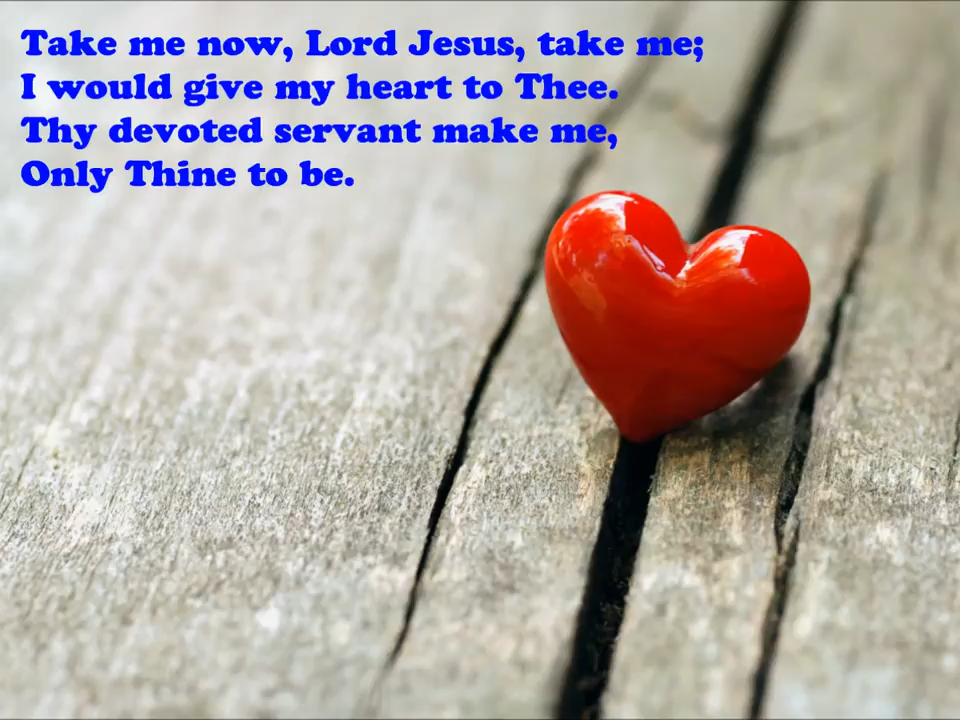 Take me now, Lord Jesus, take me;
I would give my heart to Thee.
Thy devoted servant make me,
Only Thine to be.